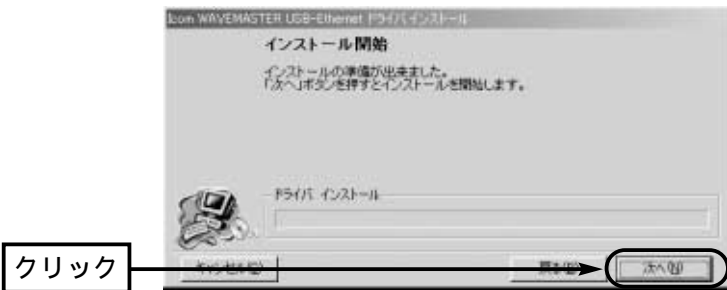 Icom WAVEMASTER USB-Ethernet ドライバ インストール
インストール開始
インストールの準備が出来ました。
「次へ」ボタンを押すとインストールを開始します。
ドライバ インストール
クリック
キャンセル(C)
戻る(B)
次へ(N)